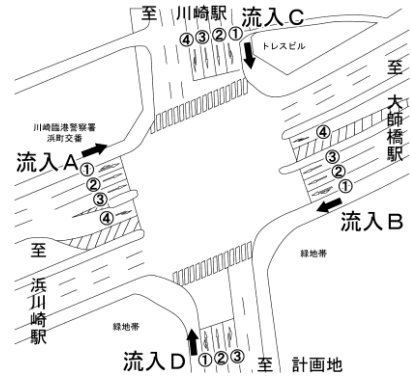 至 川崎駅
流入C
④③②①
トレスビル
至 大師橋駅
川崎臨港警察署
浜町交番
流入A
①
②
③
④
④
③
②
①
流入B
至 浜川崎駅
緑地帯
緑地帯
流入D
①②③
至 計画地